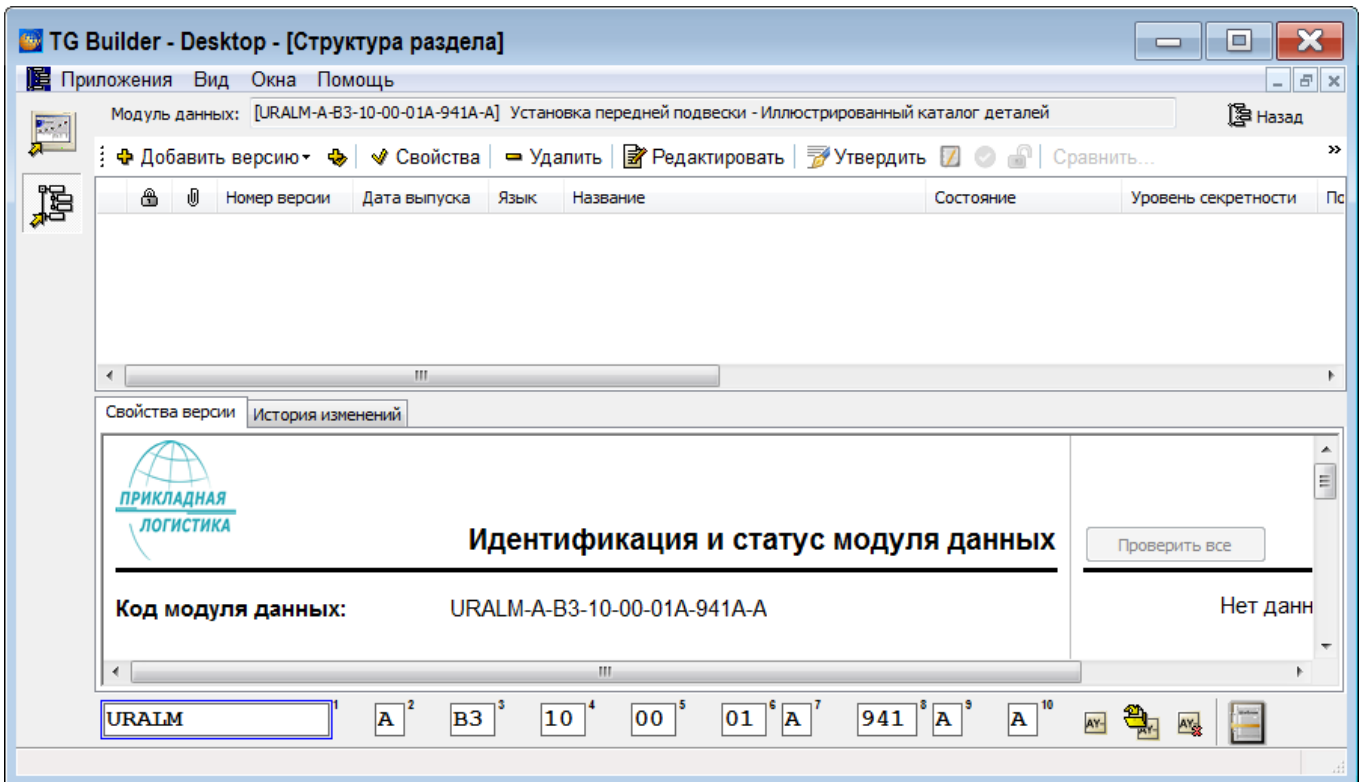 TG Builder - Desktop - [Структура раздела]
Приложения Вид Окна Помощь
Модуль данных: [URALM-A-B3-10-00-01A-941A-A] Установка передней подвески - Иллюстрированный каталог деталей Назад
Добавить версию Свойства Удалить Редактировать Утвердить Сравнить... »
Номер версии Дата выпуска Язык Название Состояние Уровень секретности Пс
Свойства версии История изменений
ПРИКЛАДНАЯ
ЛОГИСТИКА
Идентификация и статус модуля данных Проверить все
Код модуля данных: URALM-A-B3-10-00-01A-941A-A Нет данн
URALM 1 A 2 B3 3 10 4 00 5 01 6 A 7 941 8 A 9 A 10 AY- AY- AY-